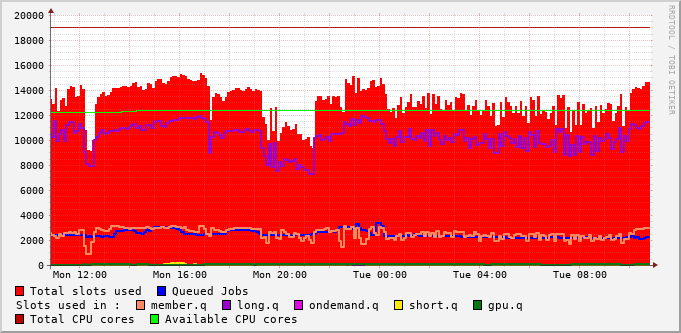 20000
18000
16000
14000
12000
10000
8000
6000
4000
2000
0
Mon 12:00 Mon 16:00 Mon 20:00 Tue 00:00 Tue 04:00 Tue 08:00
RRDTOOL / TOBI OETIKER
Total slots used Queued Jobs
Slots used in : member.q long.q ondemand.q short.q gpu.q
Total CPU cores Available CPU cores